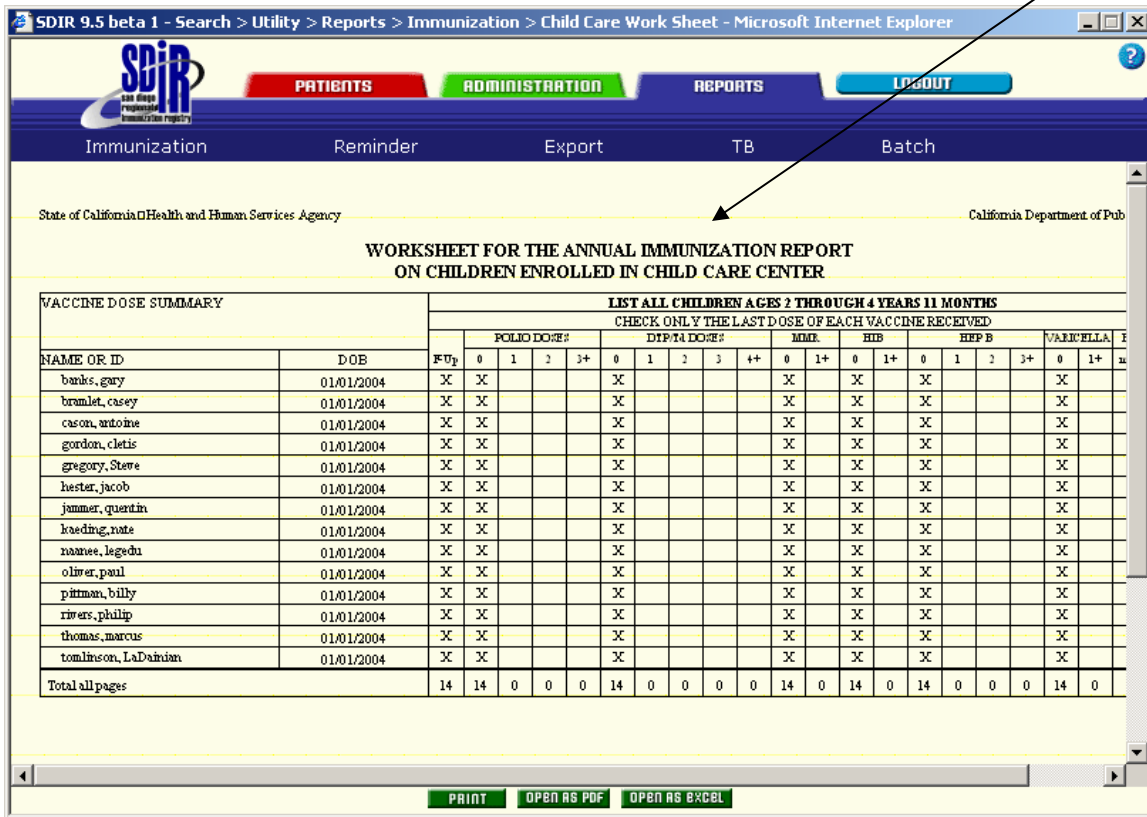 SDIR 9.5 beta 1 - Search > Utility > Reports > Immunization > Child Care Work Sheet - Microsoft Internet Explorer
SDiR
san diego
regional
immunization registry
PATIENTS ADMINISTRATION REPORTS LOGOUT
Immunization Reminder Export TB Batch
State of California□Health and Human Services Agency California Department of Pub
WORKSHEET FOR THE ANNUAL IMMUNIZATION REPORT
ON CHILDREN ENROLLED IN CHILD CARE CENTER
VACCINE DOSE SUMMARY LIST ALL CHILDREN AGES 2 THROUGH 4 YEARS 11 MONTHS
CHECK ONLY THE LAST DOSE OF EACH VACCINE RECEIVED
POLIO DOSES DTP/Td DOSES MMR HIB HEP B VARICELLA
NAME OR ID DOB F Up 0 1 2 3+ 0 1 2 3 4+ 0 1+ 0 1+ 0 1 2 3+ 0 1+
banks, gary 01/01/2004 X X X X X X X
bramlet, casey 01/01/2004 X X X X X X X
cason, antoine 01/01/2004 X X X X X X X
gordon, cletis 01/01/2004 X X X X X X X
gregory, Steve 01/01/2004 X X X X X X X
hester, jacob 01/01/2004 X X X X X X X
jammer, quentin 01/01/2004 X X X X X X X
kaeding, nate 01/01/2004 X X X X X X X
naanee, legedu 01/01/2004 X X X X X X X
oliver, paul 01/01/2004 X X X X X X X
pittman, billy 01/01/2004 X X X X X X X
rivers, philip 01/01/2004 X X X X X X X
thomas, marcus 01/01/2004 X X X X X X X
tomlinson, LaDainian 01/01/2004 X X X X X X X
Total all pages 14 14 0 0 0 14 0 0 0 0 14 0 14 0 14 0 0 0 14 0
PRINT OPEN AS PDF OPEN AS EXCEL